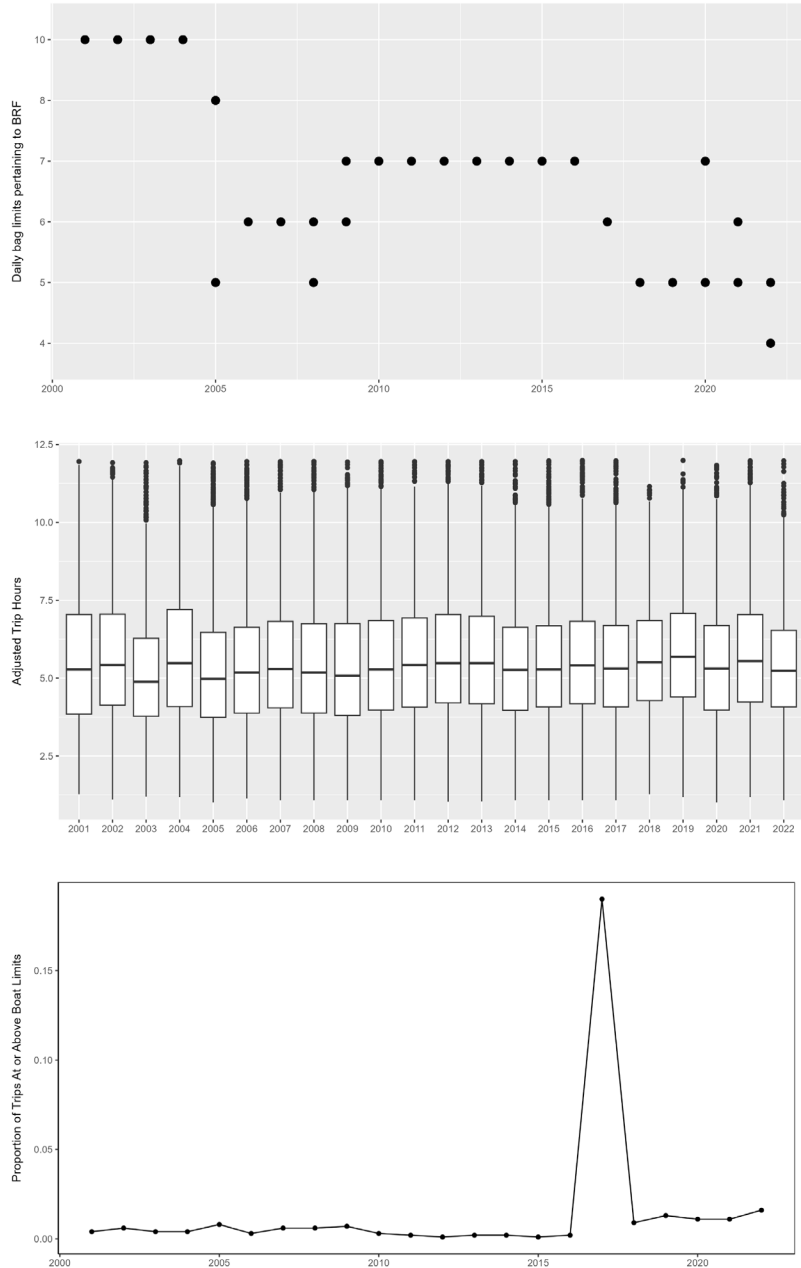 Daily bag limits pertaining to BRF
10
8
7
6
5
4
2000 2005 2010 2015 2020
Adjusted Trip Hours
12.5
10.0
7.5
5.0
2.5
2001 2002 2003 2004 2005 2006 2007 2008 2009 2010 2011 2012 2013 2014 2015 2016 2017 2018 2019 2020 2021 2022
Proportion of Trips At or Above Boat Limits
0.15
0.10
0.05
0.00
2000 2005 2010 2015 2020